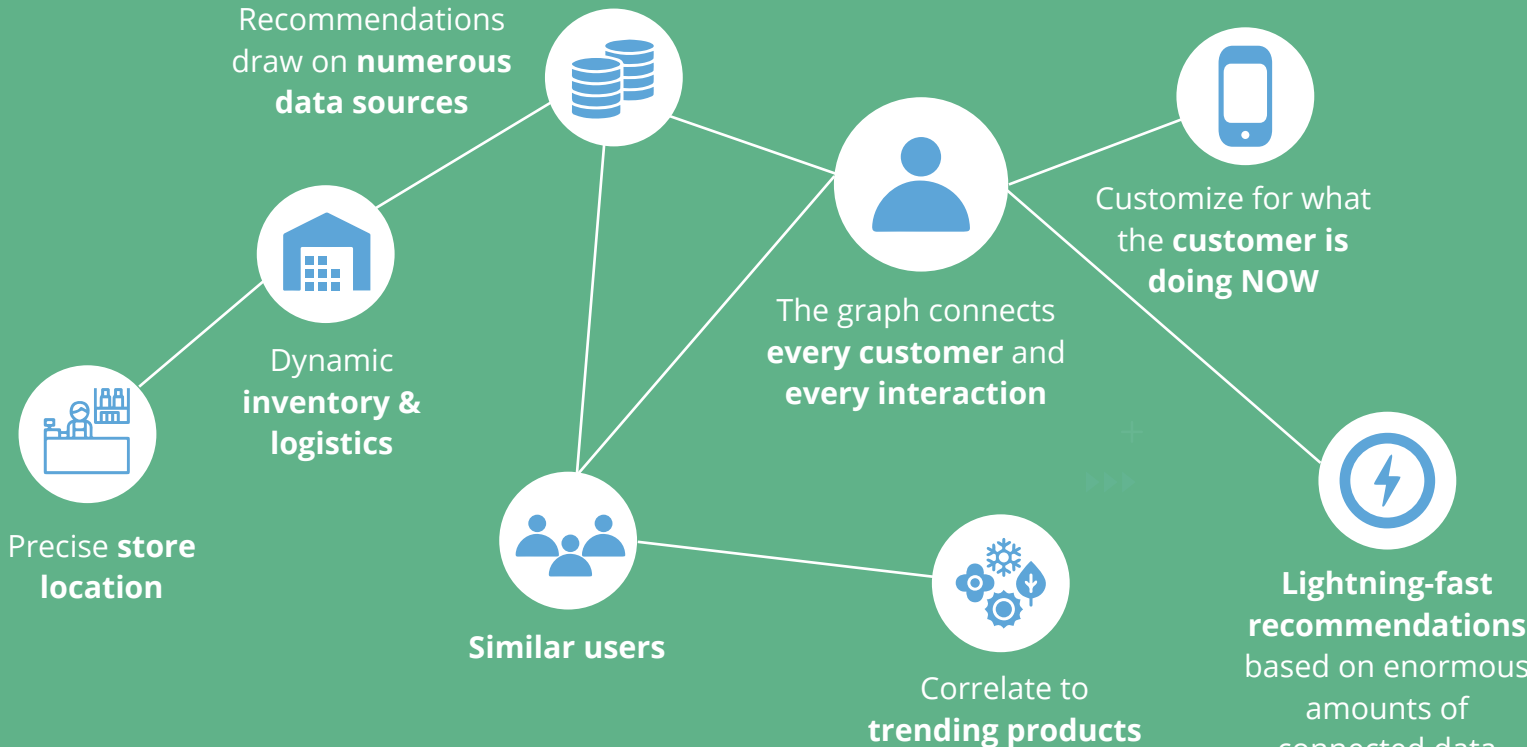 Recommendations
draw on numerous
data sources
Customize for what
the customer is
doing NOW
The graph connects
every customer and
every interaction
Dynamic
inventory &
logistics
Precise store
location
Similar users
Correlate to
trending products
Lightning-fast
recommendations
based on enormous
amounts of
connected data